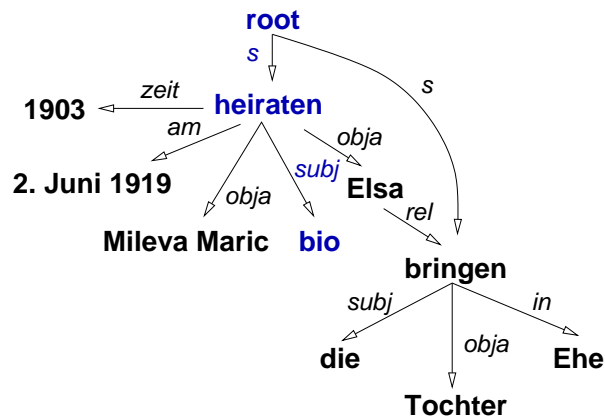 root
s
s
zeit
1903
heiraten
am
obja
2. Juni 1919
subj
Elsa
obja
rel
Mileva Maric
bio
bringen
subj
in
obja
die
Ehe
Tochter